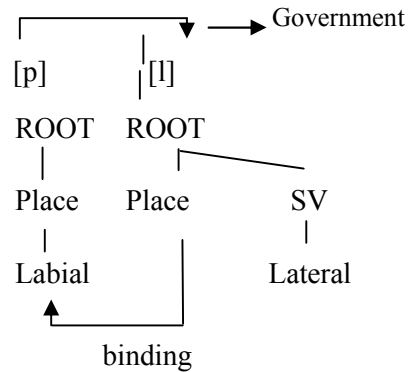 Government
[p] [l]
ROOT ROOT
Place Place SV
Labial Lateral
binding